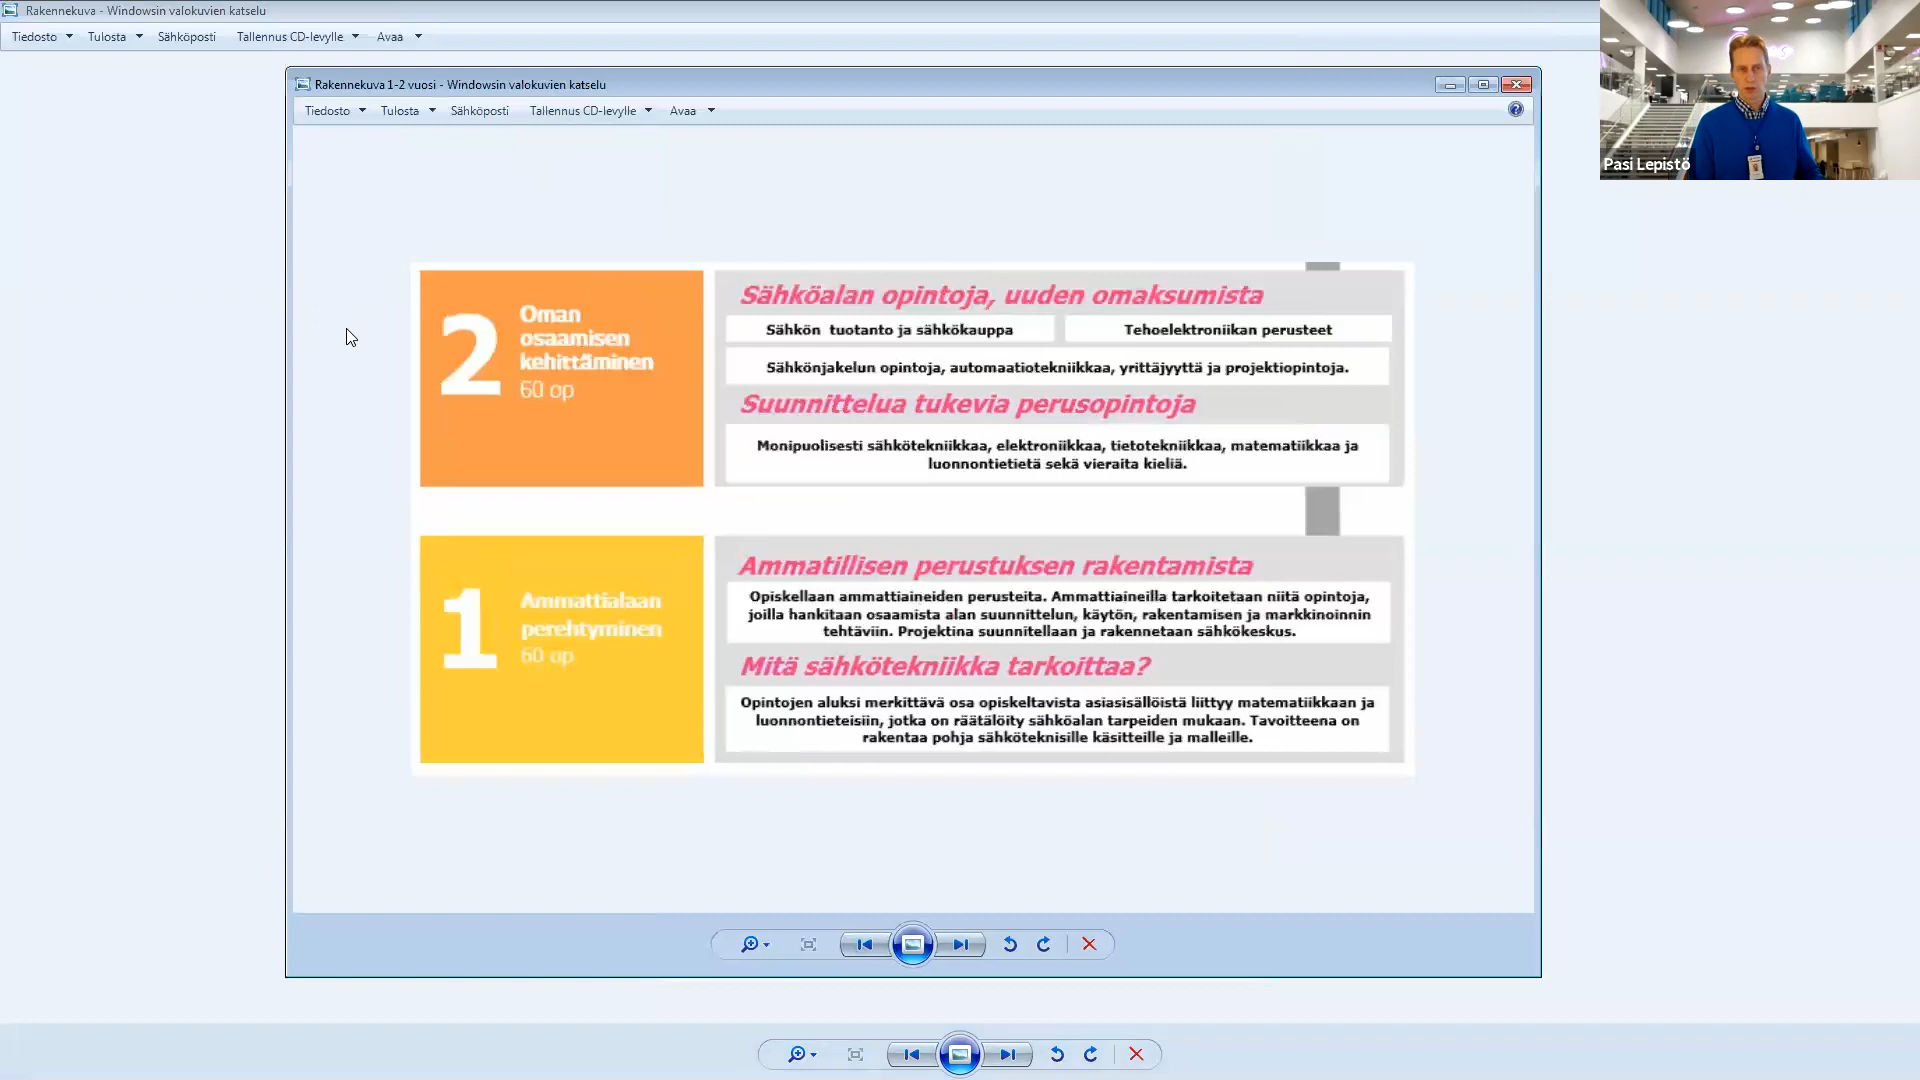 Rakennekuva - Windowsin valokuvien katselu
Tiedosto Tulosta Sähköposti Tallennus CD-levylle Avaa
Pasi Lepistö
Rakennekuva 1-2 vuosi - Windowsin valokuvien katselu
Tiedosto Tulosta Sähköposti Tallennus CD-levylle Avaa
2
Oman
osaamisen
kehittäminen
60 op
Sähköalan opintoja, uuden omaksumista
Sähkön tuotanto ja sähkökauppa
Tehoelektroniikan perusteet
Sähkönjakelun opintoja, automaatiotekniikkaa, yrittäjyyttä ja projektiopintoja.
Suunnittelua tukevia perusopintoja
Monipuolisesti sähkötekniikkaa, elektroniikkaa, tietotekniikkaa, matematiikkaa ja
luonnontietietä sekä vieraita kieliä.
1
Ammattialaan
perehtyminen
60 op
Ammatillisen perustuksen rakentamista
Opiskellaan ammattiaineiden perusteita. Ammattiaineilla tarkoitetaan niitä opintoja,
joilla hankitaan osaamista alan suunnittelun, käytön, rakentamisen ja markkinoinnin
tehtäviin. Projektina suunnitellaan ja rakennetaan sähkökeskus.
Mitä sähkötekniikka tarkoittaa?
Opintojen aluksi merkittävä osa opiskeltavista asiasisällöistä liittyy matematiikkaan ja
luonnontieteisiin, jotka on räätälöity sähköalan tarpeiden mukaan. Tavoitteena on
rakentaa pohja sähköteknisille käsitteille ja malleille.